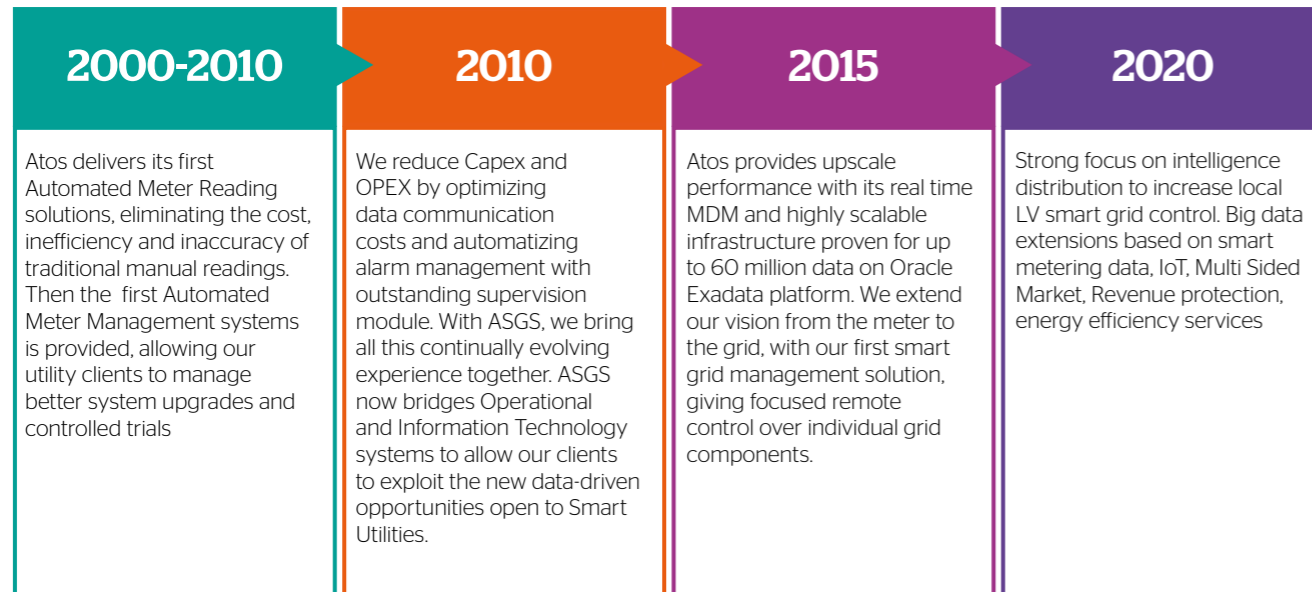 2000-2010
Atos delivers its first
Automated Meter Reading
solutions, eliminating the cost,
inefficiency and inaccuracy of
traditional manual readings.
Then the  first Automated
Meter Management systems
is provided, allowing our
utility clients to manage
better system upgrades and
controlled trials
2010
We reduce Capex and
OPEX by optimizing
data communication
costs and automatizing
alarm management with
outstanding supervision
module. With ASGS, we bring
all this continually evolving
experience together. ASGS
now bridges Operational
and Information Technology
systems to allow our clients
to exploit the new data-driven
opportunities open to Smart
Utilities.
2015
Atos provides upscale
performance with its real time
MDM and highly scalable
infrastructure proven for up
to 60 million data on Oracle
Exadata platform. We extend
our vision from the meter to
the grid, with our first smart
grid management solution,
giving focused remote
control over individual grid
components.
2020
Strong focus on intelligence
distribution to increase local
LV smart grid control. Big data
extensions based on smart
metering data, IoT, Multi Sided
Market, Revenue protection,
energy efficiency services